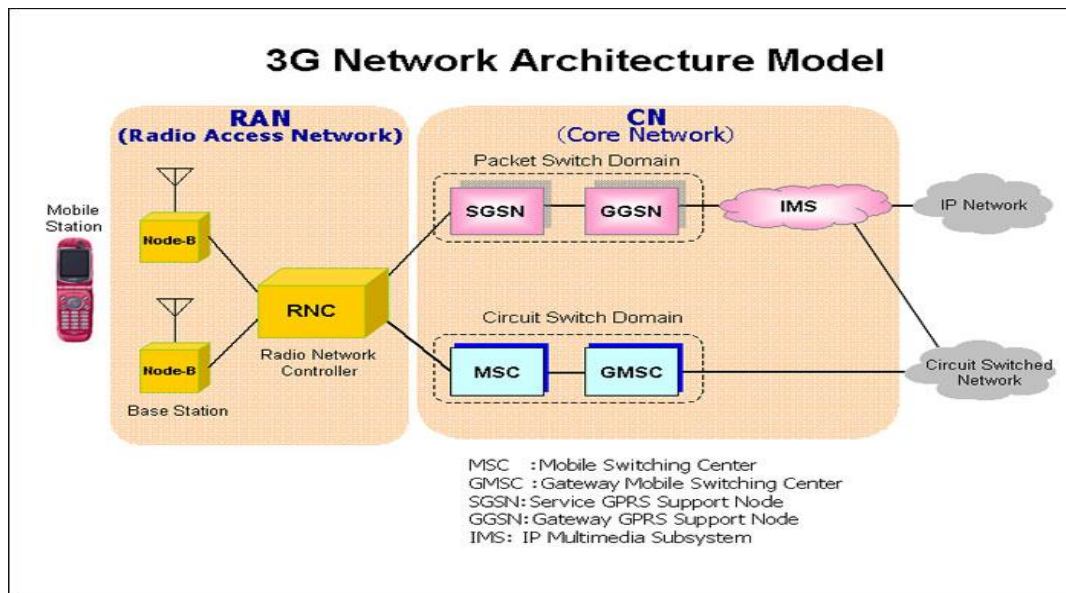 3G Network Architecture Model
RAN
(Radio Access Network)
CN
(Core Network)
Packet Switch Domain
Mobile
Station
Node-B
SGSN
GGSN
IMS
IP Network
RNC
Radio Network
Controller
Circuit Switch Domain
Node-B
Base Station
MSC
GMSC
Circuit Switched
Network
MSC :Mobile Switching Center
GMSC :Gateway Mobile Switching Center
SGSN:Service GPRS Support Node
GGSN:Gateway GPRS Support Node
IMS: IP Multimedia Subsystem